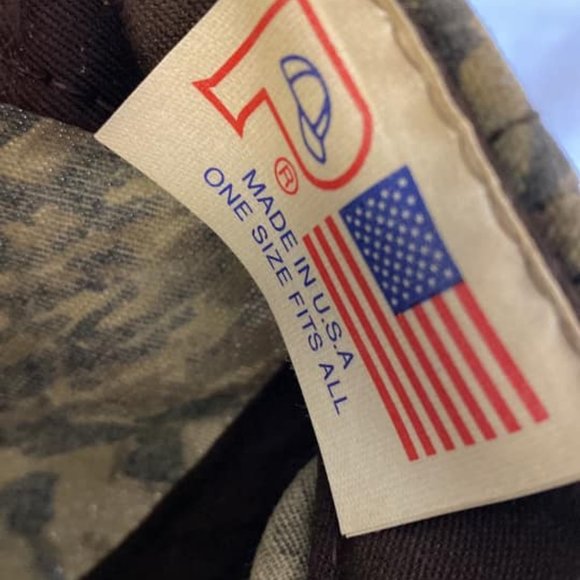 P
®
MADE IN U.S.A
ONE SIZE FITS ALL